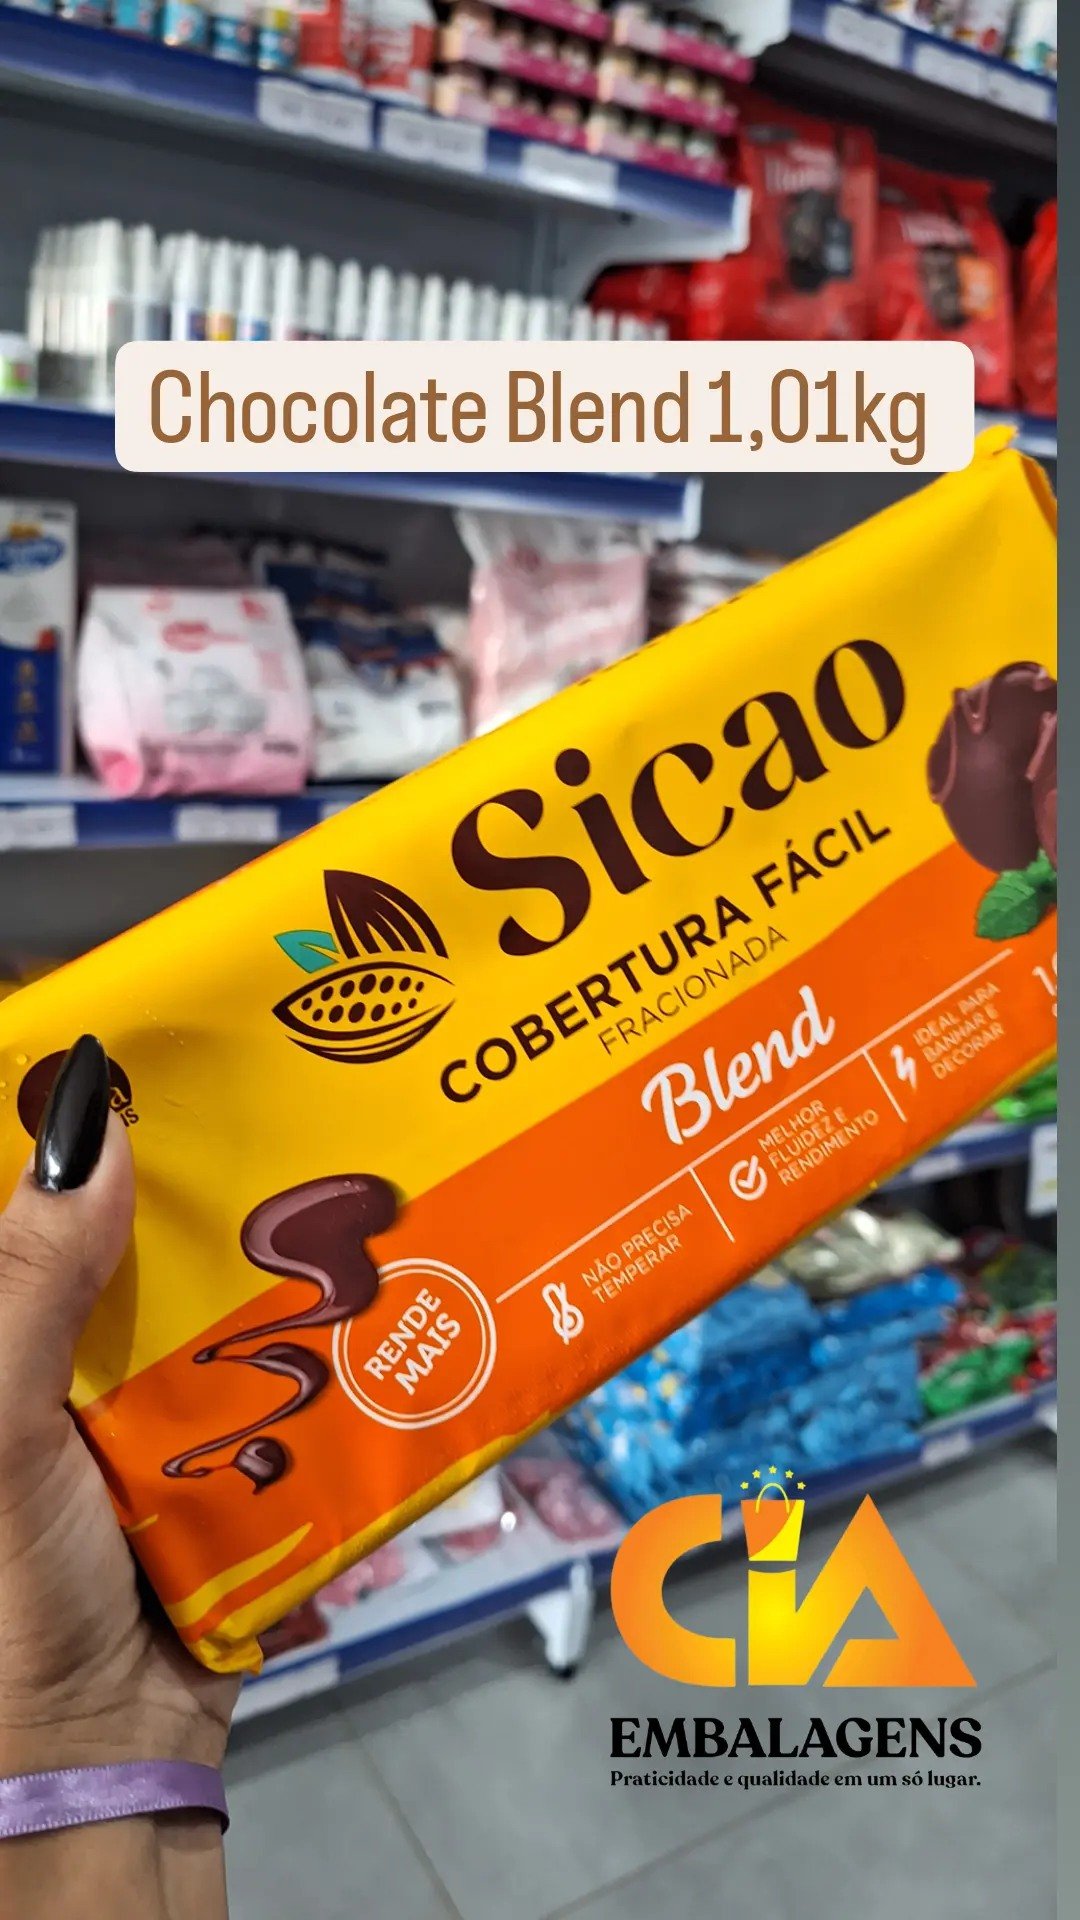 Chocolate Blend 1,01kg
Sicao
COBERTURA FÁCIL
FRACIONADA
Blend
NÃO PRECISA
TEMPERAR
MELHOR
FLUIDEZ E
RENDIMENTO
IDEAL PARA
BANHAR E
DECORAR
RENDE
MAIS
CIA
EMBALAGENS
Praticidade e qualidade em um só lugar.